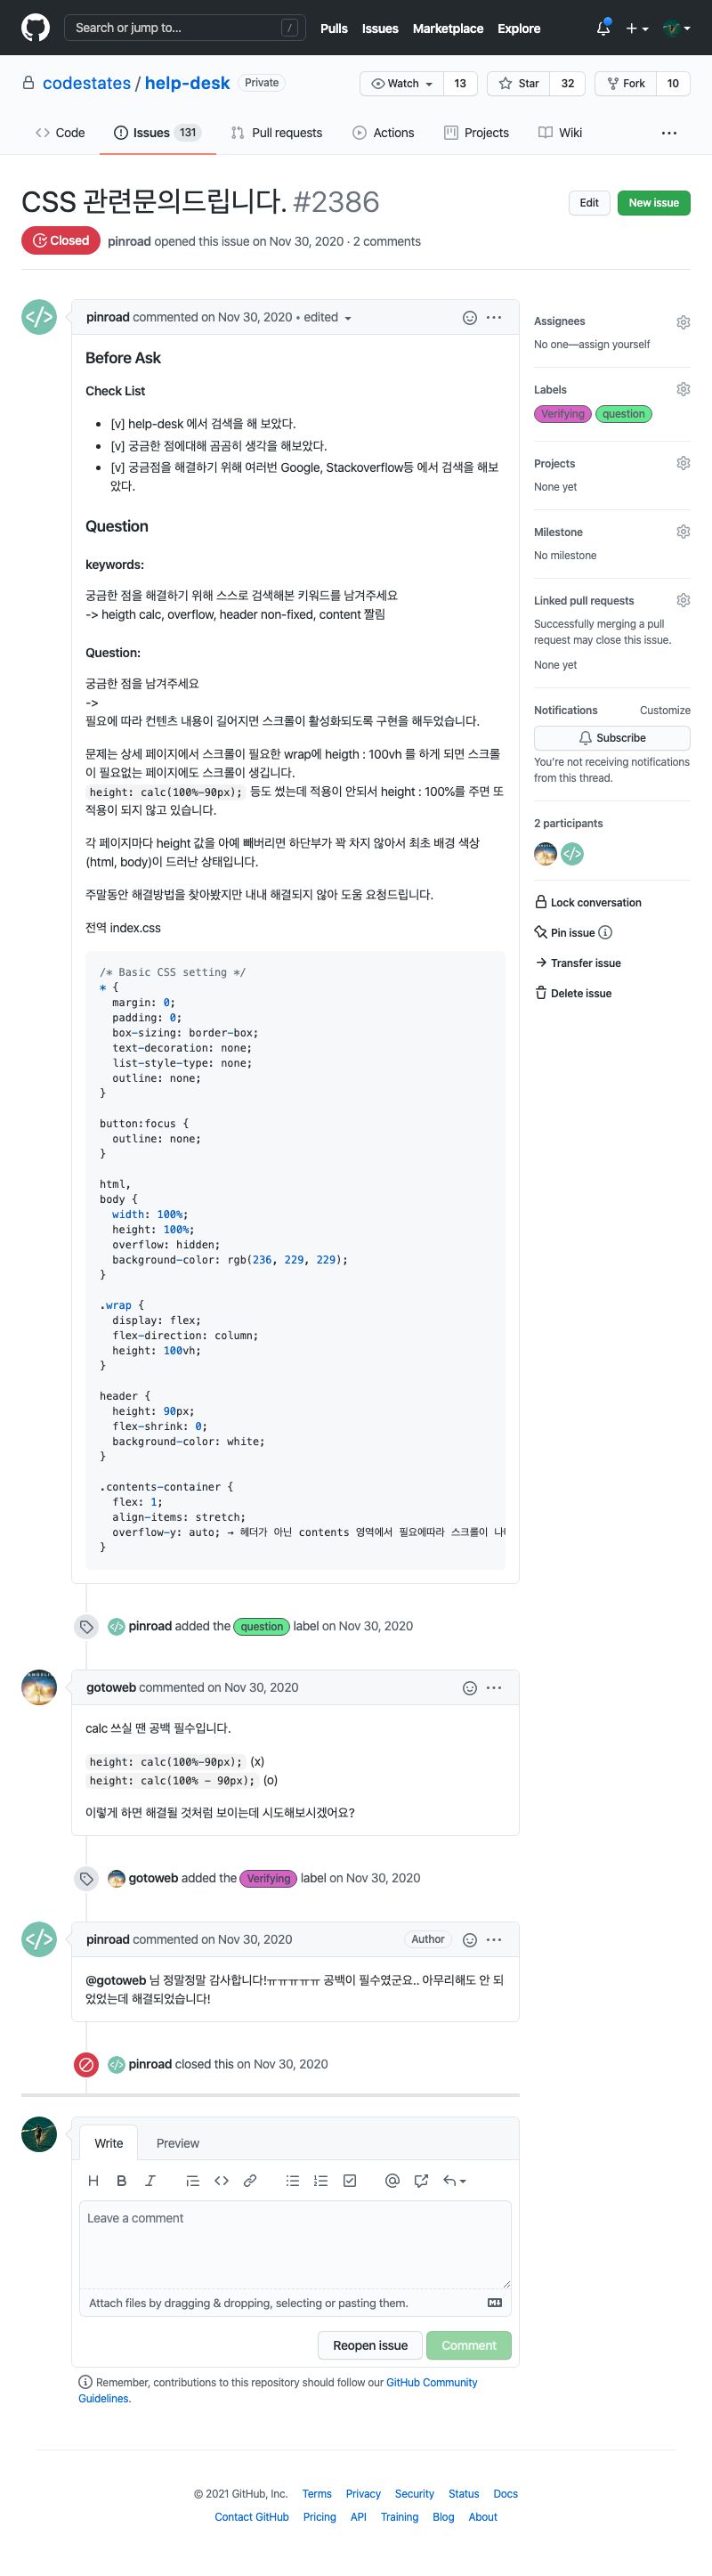 Search or jump to... /
Pulls Issues Marketplace Explore
codestates / help-desk Private
Watch 13 Star 32 Fork 10
Code Issues 131 Pull requests Actions Projects Wiki
CSS 관련문의드립니다. #2386
Edit New issue
Closed pinroad opened this issue on Nov 30, 2020 · 2 comments
pinroad commented on Nov 30, 2020 • edited
Before Ask
Check List
[v] help-desk 에서 검색을 해 보았다.
[v] 궁금한 점에대해 곰곰히 생각을 해보았다.
[v] 궁금점을 해결하기 위해 여러번 Google, Stackoverflow등 에서 검색을 해보
았다.
Question
keywords:
궁금한 점을 해결하기 위해 스스로 검색해본 키워드를 남겨주세요
-> heigth calc, overflow, header non-fixed, content 짤림
Question:
궁금한 점을 남겨주세요
->
필요에 따라 컨텐츠 내용이 길어지면 스크롤이 활성화되도록 구현을 해두었습니다.
문제는 상세 페이지에서 스크롤이 필요한 wrap에 heigth : 100vh 를 하게 되면 스크롤
이 필요없는 페이지에도 스크롤이 생깁니다.
height: calc(100%-90px); 등도 썼는데 적용이 안되서 height : 100%를 주면 또
적용이 되지 않고 있습니다.
각 페이지마다 height 값을 아예 빼버리면 하단부가 꽉 차지 않아서 최초 배경 색상
(html, body)이 드러난 상태입니다.
주말동안 해결방법을 찾아봤지만 내내 해결되지 않아 도움 요청드립니다.
전역 index.css
/* Basic CSS setting */
* {
margin: 0;
padding: 0;
box-sizing: border-box;
text-decoration: none;
list-style-type: none;
outline: none;
}
button:focus {
outline: none;
}
html,
body {
width: 100%;
height: 100%;
overflow: hidden;
background-color: rgb(236, 229, 229);
}
.wrap {
display: flex;
flex-direction: column;
height: 100vh;
}
header {
height: 90px;
flex-shrink: 0;
background-color: white;
}
.contents-container {
flex: 1;
align-items: stretch;
overflow-y: auto; → 헤더가 아닌 contents 영역에서 필요에따라 스크롤이
}
pinroad added the question label on Nov 30, 2020
gotoweb commented on Nov 30, 2020
calc 쓰실 땐 공백 필수입니다.
height: calc(100%-90px); (x)
height: calc(100% - 90px); (o)
이렇게 하면 해결될 것처럼 보이는데 시도해보시겠어요?
gotoweb added the Verifying label on Nov 30, 2020
pinroad commented on Nov 30, 2020 Author
@gotoweb 님 정말정말 감사합니다!ㅠㅠㅠㅠㅠ 공백이 필수였군요.. 아무리해도 안 되
었었는데 해결되었습니다!
pinroad closed this on Nov 30, 2020
Write Preview
Leave a comment
Attach files by dragging & dropping, selecting or pasting them.
Reopen issue Comment
Remember, contributions to this repository should follow our GitHub Community
Guidelines.
Assignees
No one—assign yourself
Labels
Verifying question
Projects
None yet
Milestone
No milestone
Linked pull requests
Successfully merging a pull
request may close this issue.
None yet
Notifications Customize
Subscribe
You're not receiving notifications
from this thread.
2 participants
Lock conversation
Pin issue
Transfer issue
Delete issue
© 2021 GitHub, Inc. Terms Privacy Security Status Docs
Contact GitHub Pricing API Training Blog About